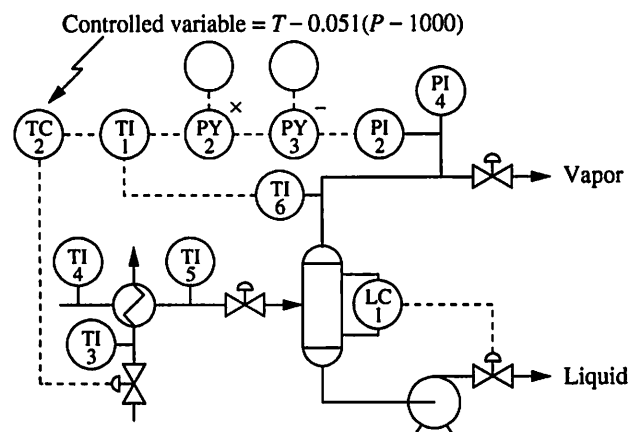 Controlled variable = T − 0.051(P − 1000)
PI
4
TC
2
TI
1
PY
2
×
PY
3
−
PI
2
Vapor
TI
6
TI
4
TI
5
LC
1
TI
3
Liquid